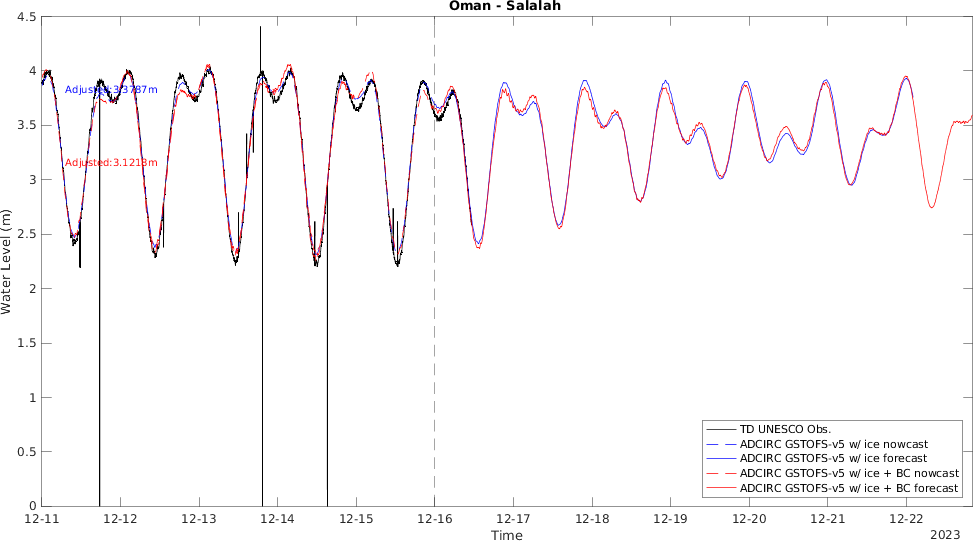 Oman - Salalah
4.5
4
3.5
3
2.5
2
1.5
1
0.5
0
Water Level (m)
Adjusted:3.3787m
Adjusted:3.1213m
TD UNESCO Obs.
ADCIRC GSTOFS-v5 w/ ice nowcast
ADCIRC GSTOFS-v5 w/ ice forecast
ADCIRC GSTOFS-v5 w/ ice + BC nowcast
ADCIRC GSTOFS-v5 w/ ice + BC forecast
12-11 12-12 12-13 12-14 12-15 12-16 12-17 12-18 12-19 12-20 12-21 12-22
Time
2023